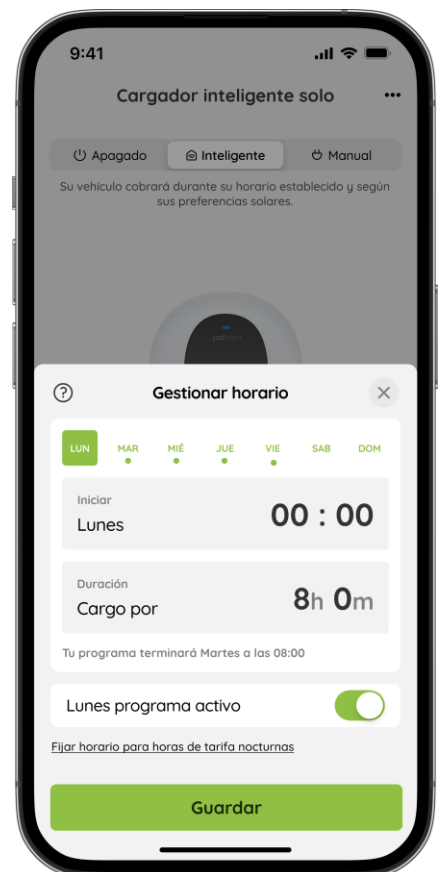 9:41
Cargador inteligente solo
Apagado Inteligente Manual
Su vehículo cobrará durante su horario establecido y según
sus preferencias solares.
Gestionar horario
LUN MAR MIÉ JUE VIE SAB DOM
Iniciar
Lunes
00 : 00
Duración
Cargo por
8h 0m
Tu programa terminará Martes a las 08:00
Lunes programa activo
Fijar horario para horas de tarifa nocturnas
Guardar